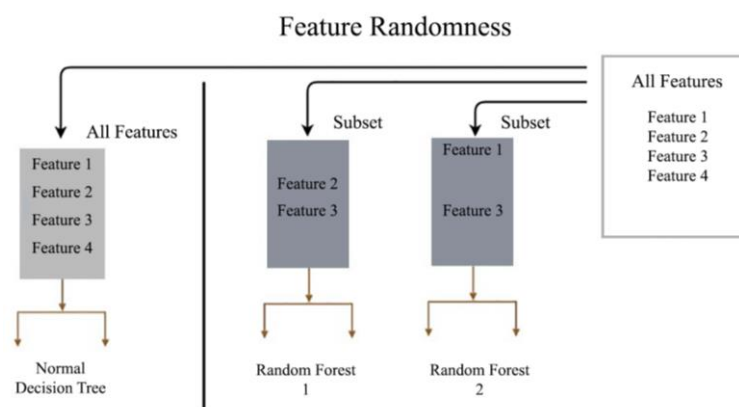 Feature Randomness
All Features
Feature 1
Feature 2
Feature 3
Feature 4
Normal
Decision Tree
Subset
Feature 2
Feature 3
Random Forest
1
Subset
Feature 1
Feature 3
Random Forest
2
All Features
Feature 1
Feature 2
Feature 3
Feature 4